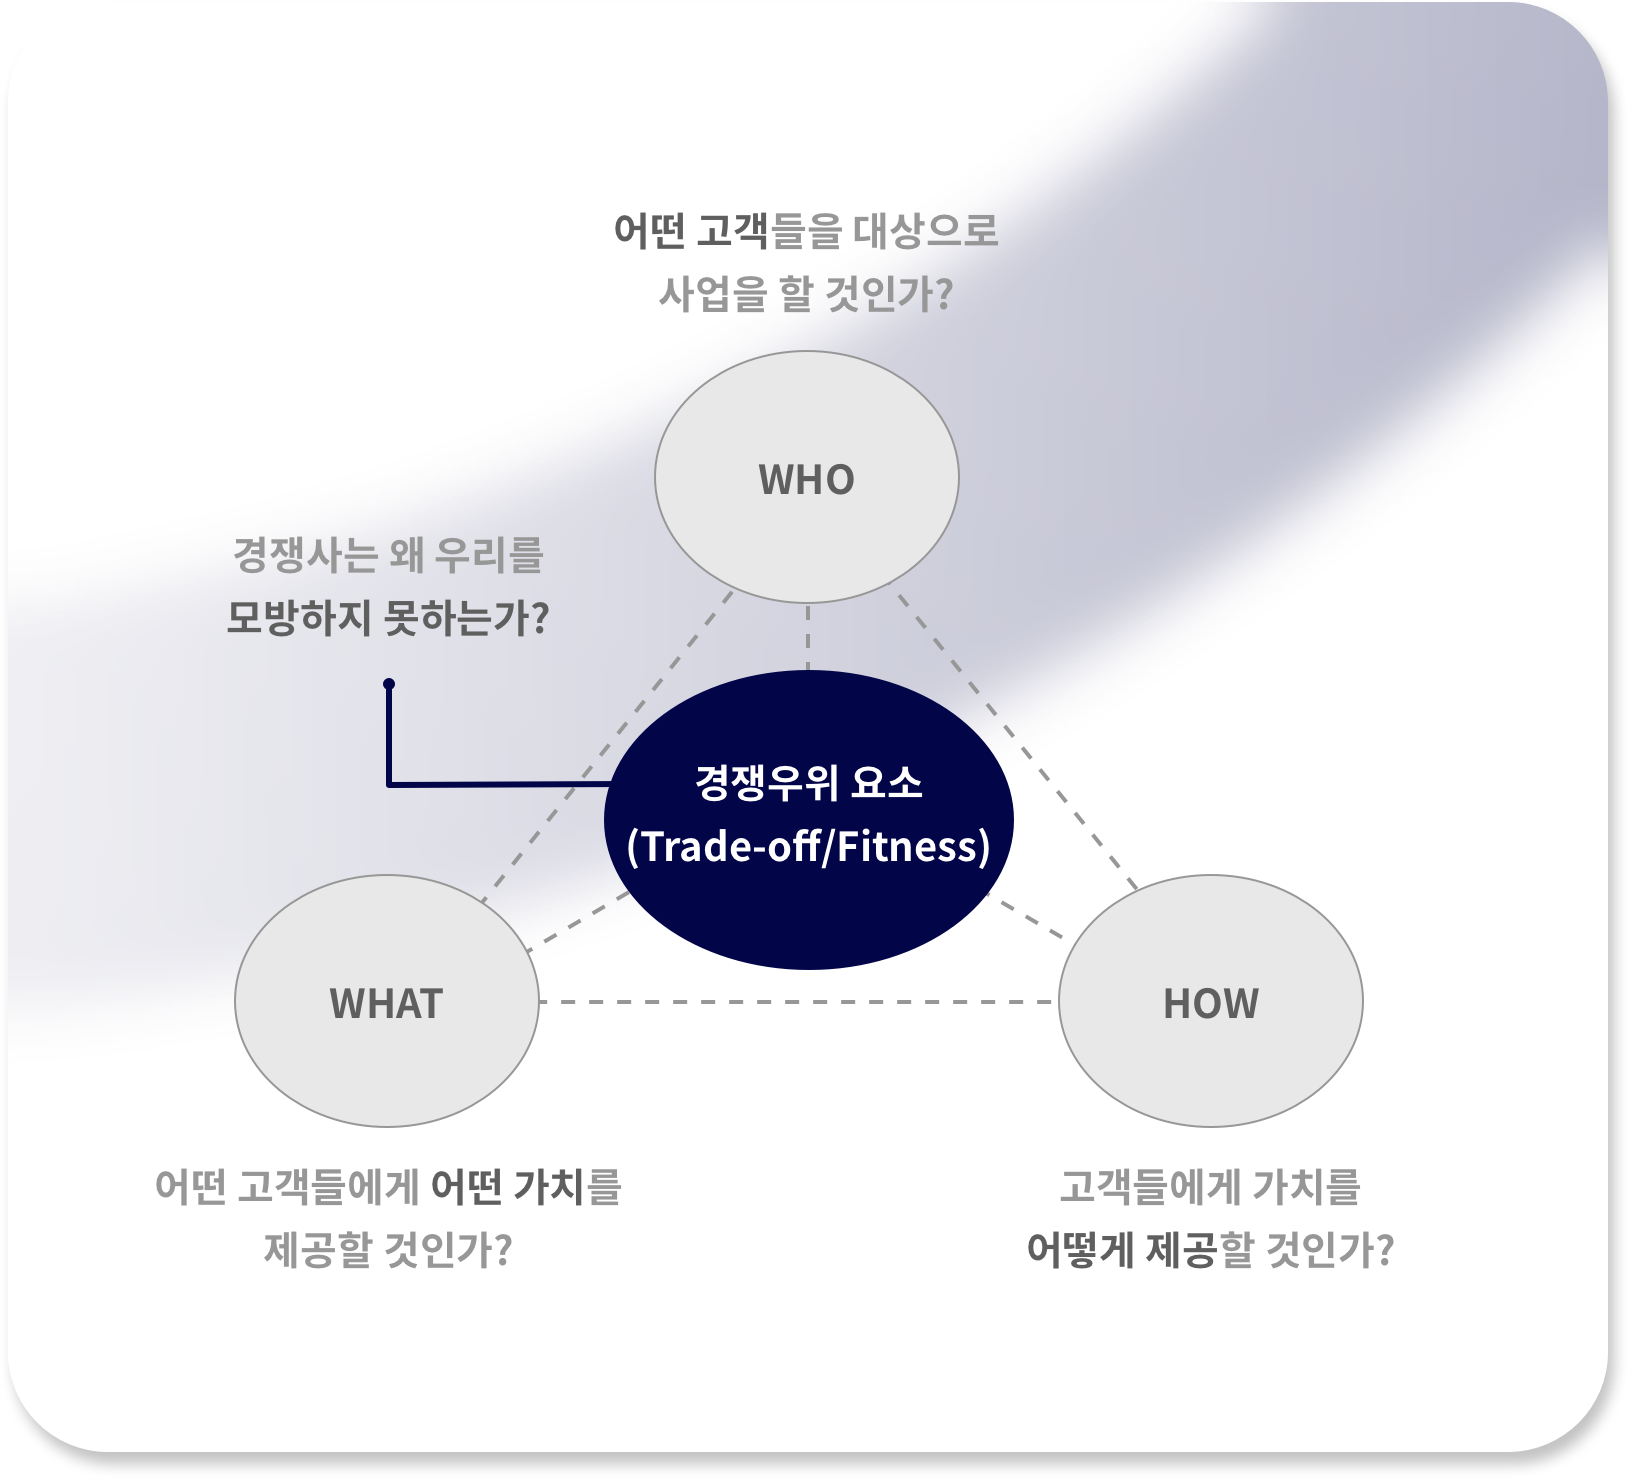 어떤 고객들을 대상으로
사업을 할 것인가?
WHO
경쟁사는 왜 우리를
모방하지 못하는가?
경쟁우위 요소
(Trade-off/Fitness)
WHAT
HOW
어떤 고객들에게 어떤 가치를
제공할 것인가?
고객들에게 가치를
어떻게 제공할 것인가?